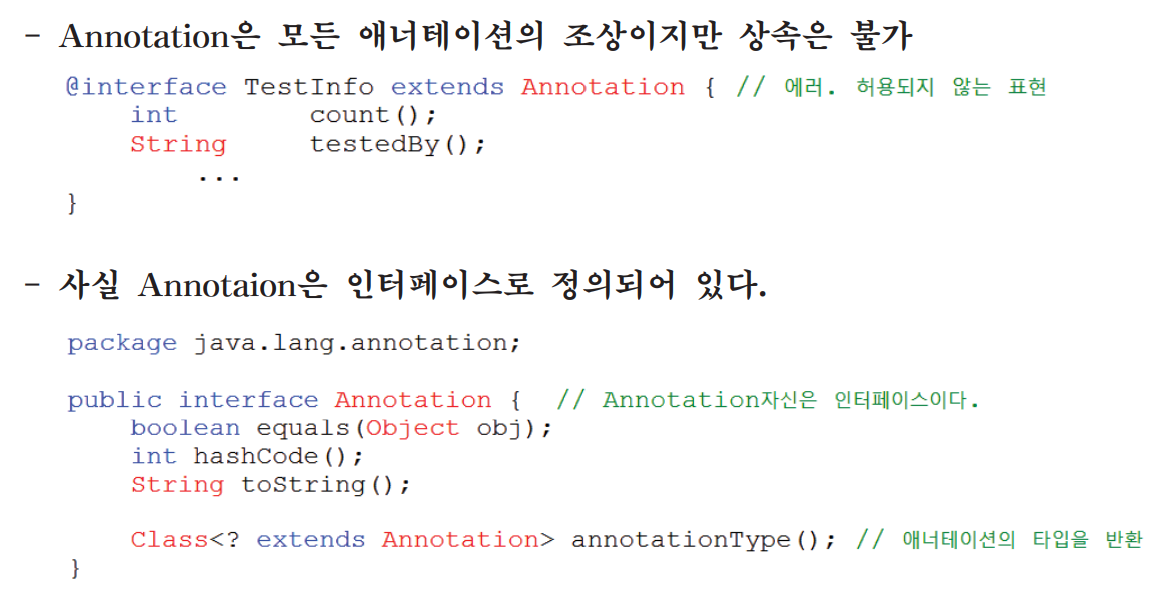 - Annotation은 모든 애너테이션의 조상이지만 상속은 불가
@interface TestInfo extends Annotation { // 에러. 허용되지 않는 표현
int count();
String testedBy();
...
}
- 사실 Annotaion은 인터페이스로 정의되어 있다.
package java.lang.annotation;
public interface Annotation { // Annotation자신은 인터페이스이다.
boolean equals(Object obj);
int hashCode();
String toString();
Class<? extends Annotation> annotationType(); // 애너테이션의 타입을 반환
}